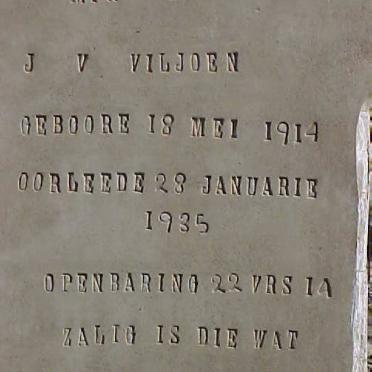 J V VILJOEN
GEBOORE 18 MEI 1914
OORLEEDE 28 JANUARIE
1935
OPENBARING 22 VRS 14
ZALIG IS DIE WAT